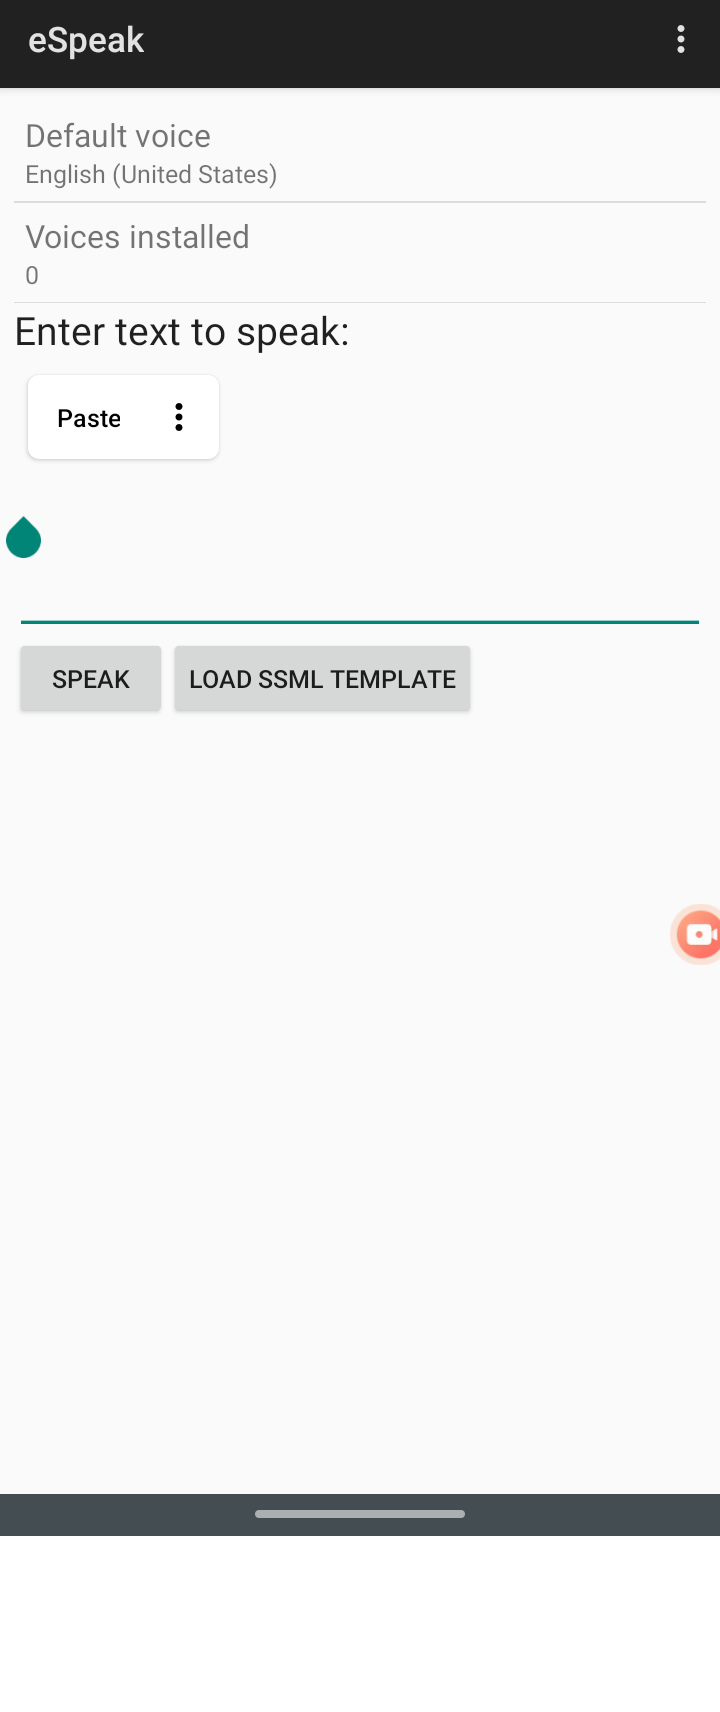 eSpeak
Default voice
English (United States)
Voices installed
0
Enter text to speak:
Paste
SPEAK
LOAD SSML TEMPLATE